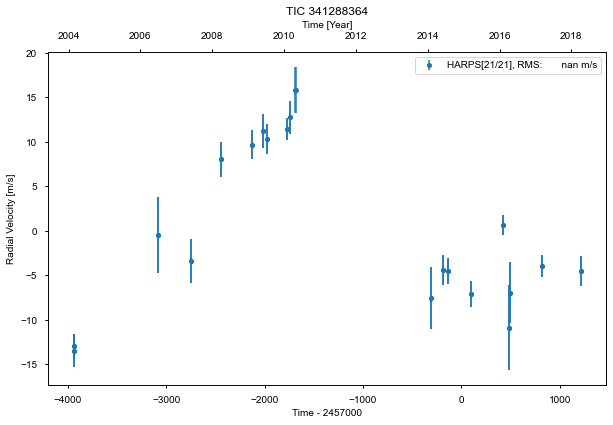 TIC 341288364
Time [Year]
2004 2006 2008 2010 2012 2014 2016 2018
HARPS[21/21], RMS: nan m/s
20
15
10
5
0
−5
−10
−15
Radial Velocity [m/s]
−4000 −3000 −2000 −1000 0 1000
Time - 2457000